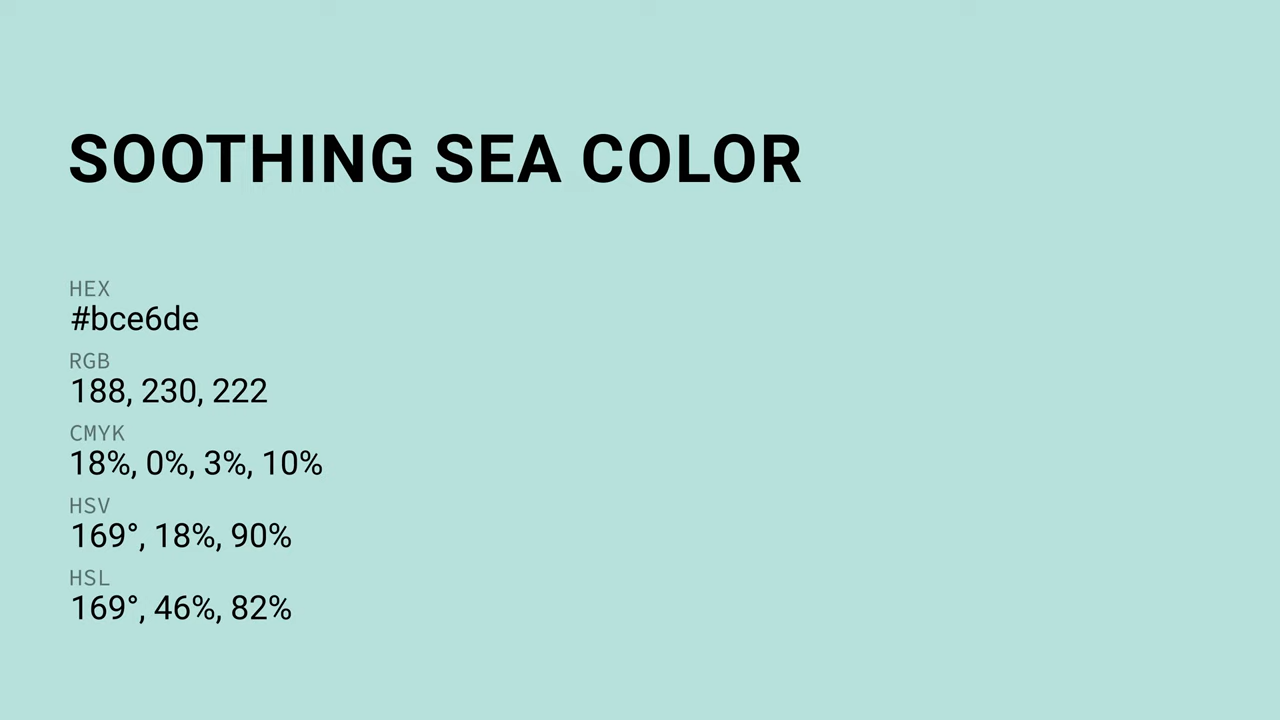 SOOTHING SEA COLOR
HEX
#bce6de
RGB
188, 230, 222
CMYK
18%, 0%, 3%, 10%
HSV
169°, 18%, 90%
HSL
169°, 46%, 82%